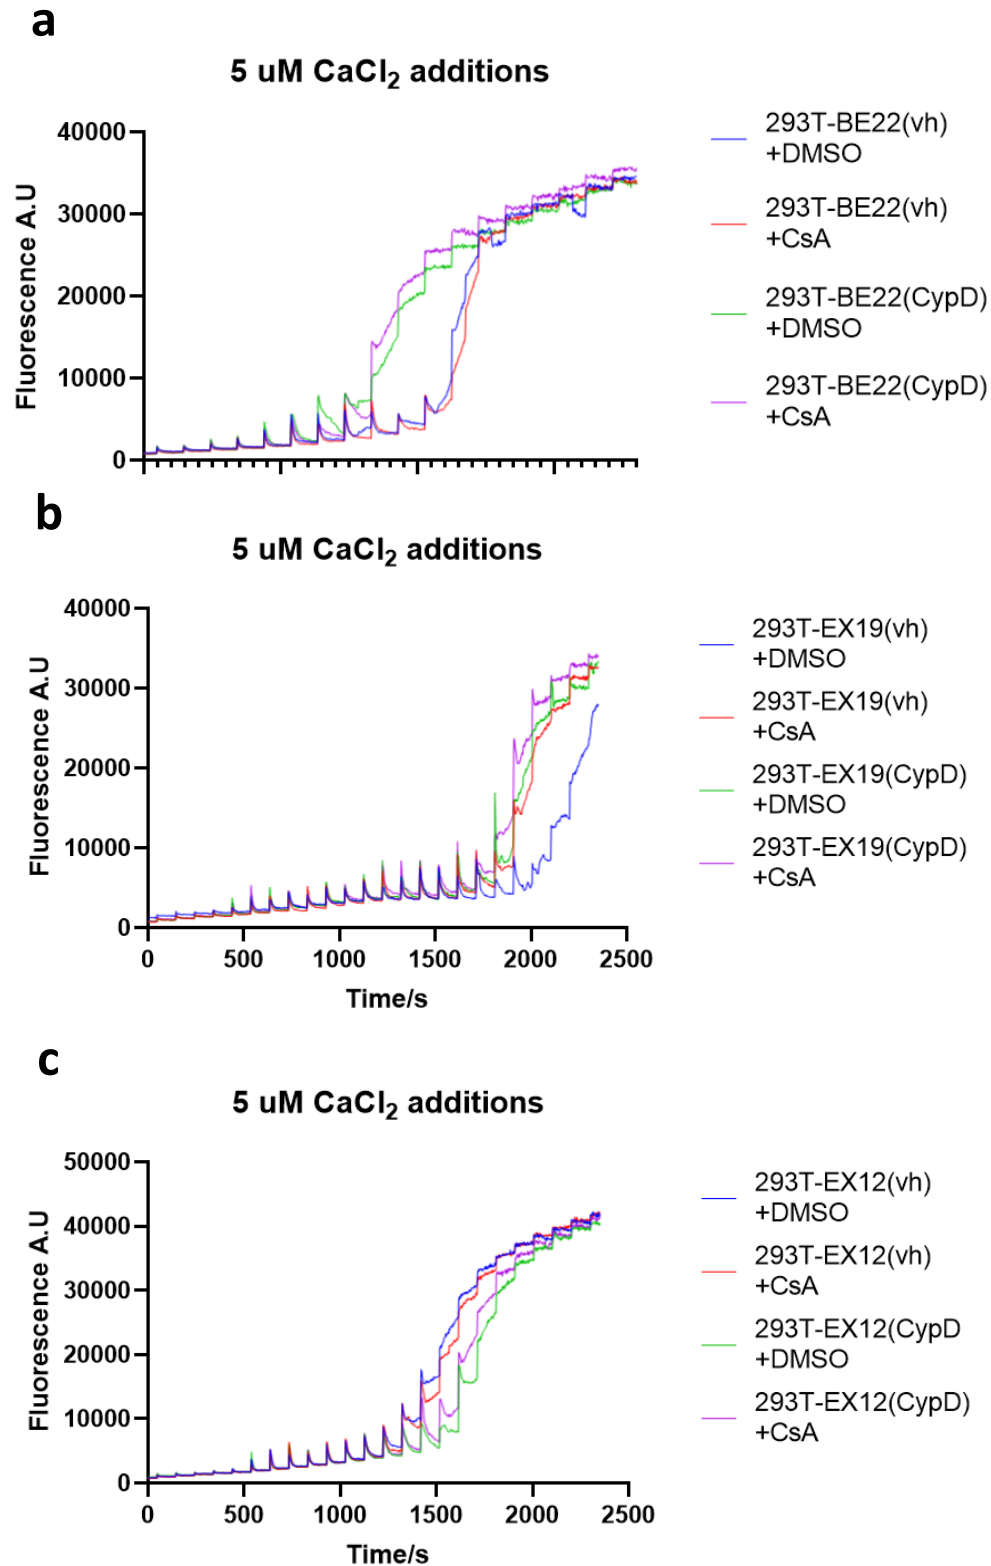 a
5 uM CaCl₂ additions
40000
30000
20000
10000
0
Fluorescence A.U
293T-BE22(vh)
+DMSO
293T-BE22(vh)
+CsA
293T-BE22(CypD)
+DMSO
293T-BE22(CypD)
+CsA
b
5 uM CaCl₂ additions
40000
30000
20000
10000
0
Fluorescence A.U
0 500 1000 1500 2000 2500
Time/s
293T-EX19(vh)
+DMSO
293T-EX19(vh)
+CsA
293T-EX19(CypD)
+DMSO
293T-EX19(CypD)
+CsA
c
5 uM CaCl₂ additions
50000
40000
30000
20000
10000
0
Fluorescence A.U
0 500 1000 1500 2000 2500
Time/s
293T-EX12(vh)
+DMSO
293T-EX12(vh)
+CsA
293T-EX12(CypD
+DMSO
293T-EX12(CypD)
+CsA